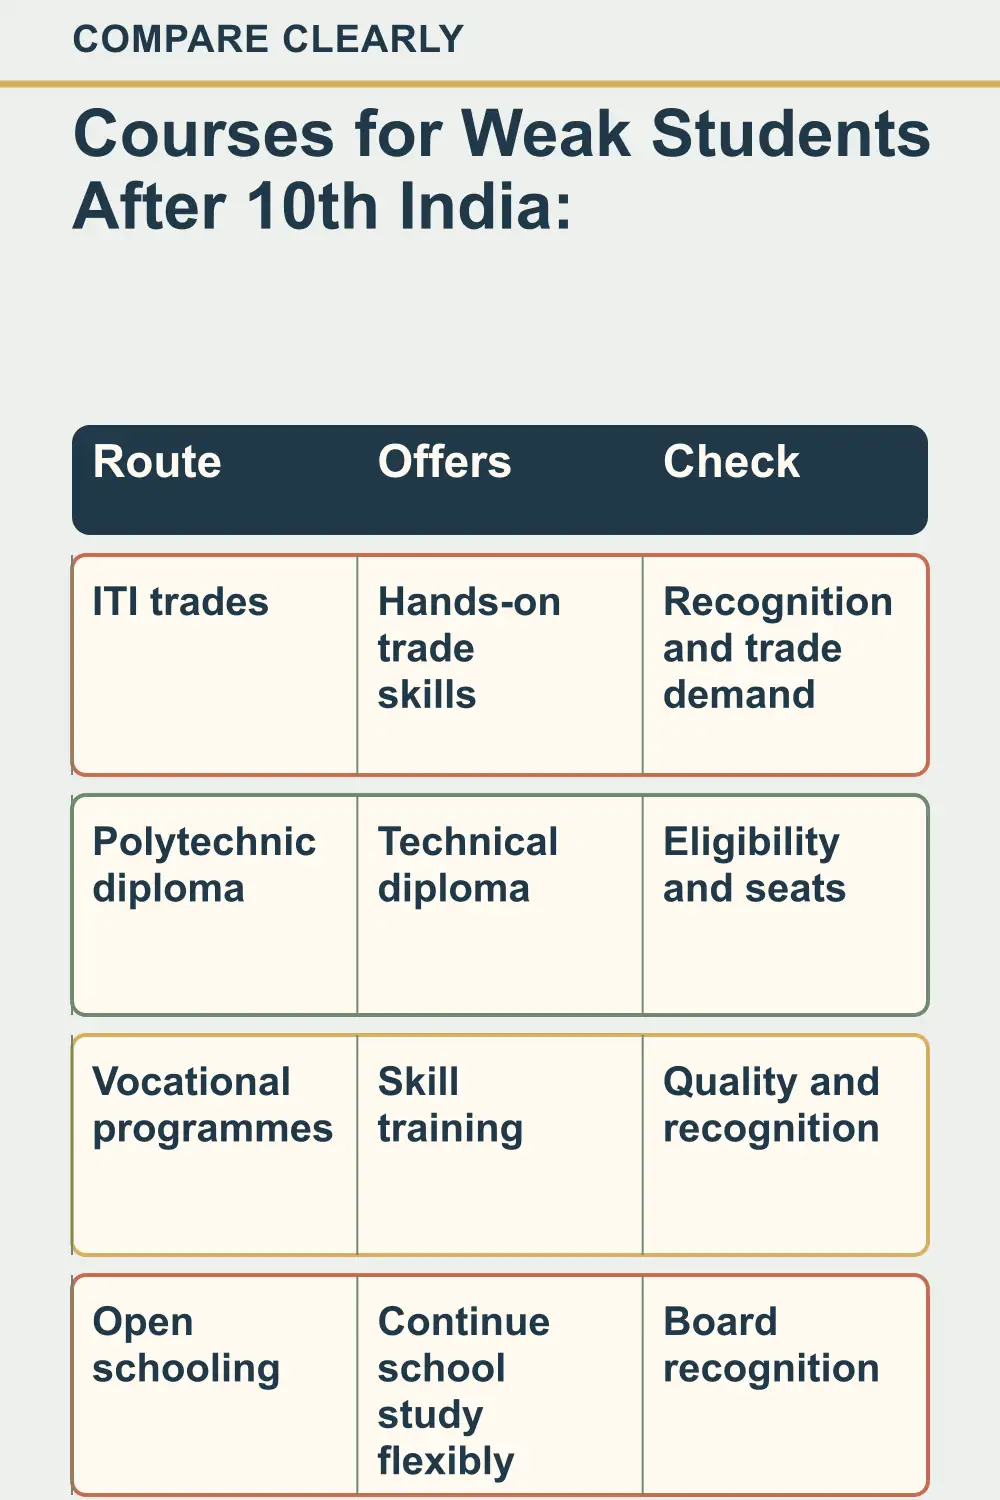 COMPARE CLEARLY
Courses for Weak Students
After 10th India:
Route Offers Check
ITI trades
Hands-on
trade
skills
Recognition
and trade
demand
Polytechnic
diploma
Technical
diploma
Eligibility
and seats
Vocational
programmes
Skill
training
Quality and
recognition
Open
schooling
Continue
school
study
flexibly
Board
recognition